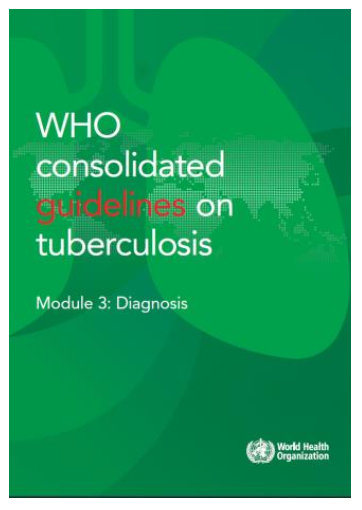 WHO
consolidated
guidelines on
tuberculosis
Module 3: Diagnosis
World Health
Organization